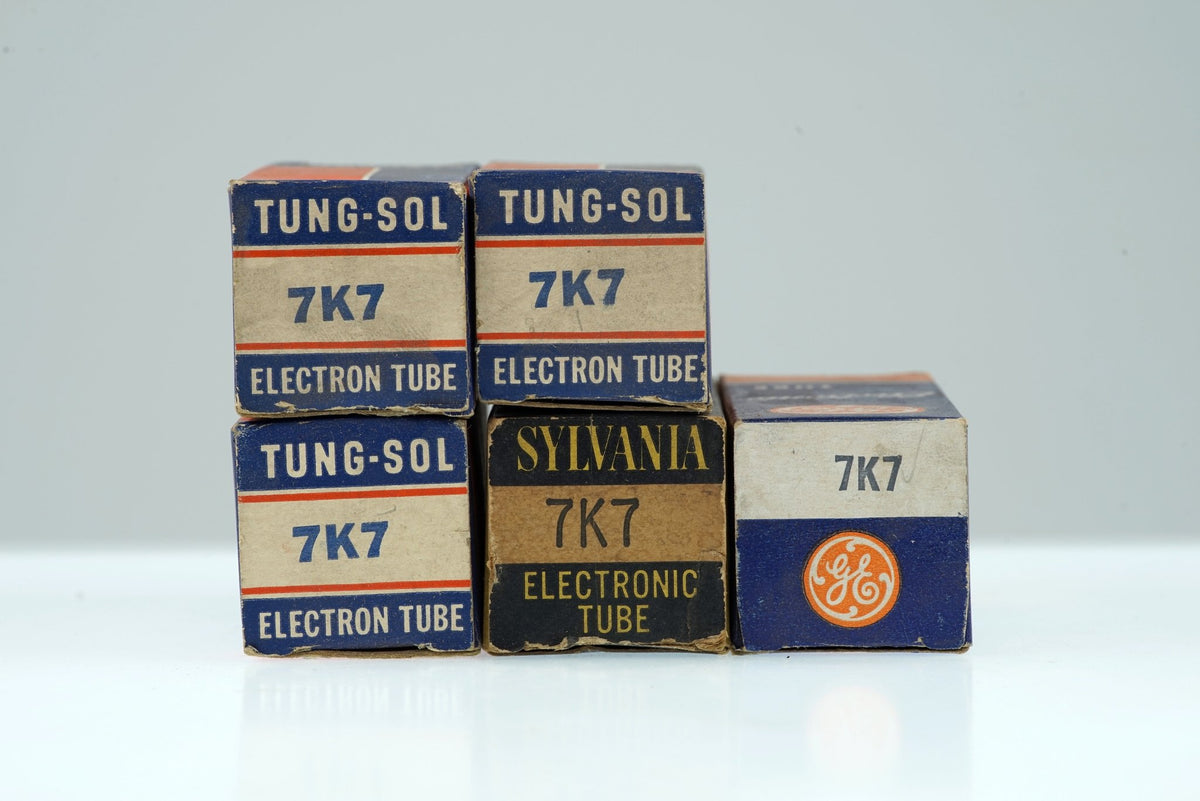 TUNG-SOL
7K7
ELECTRON TUBE
TUNG-SOL
7K7
ELECTRON TUBE
TUNG-SOL
7K7
ELECTRON TUBE
SYLVANIA
7K7
ELECTRONIC
TUBE
7K7
GE